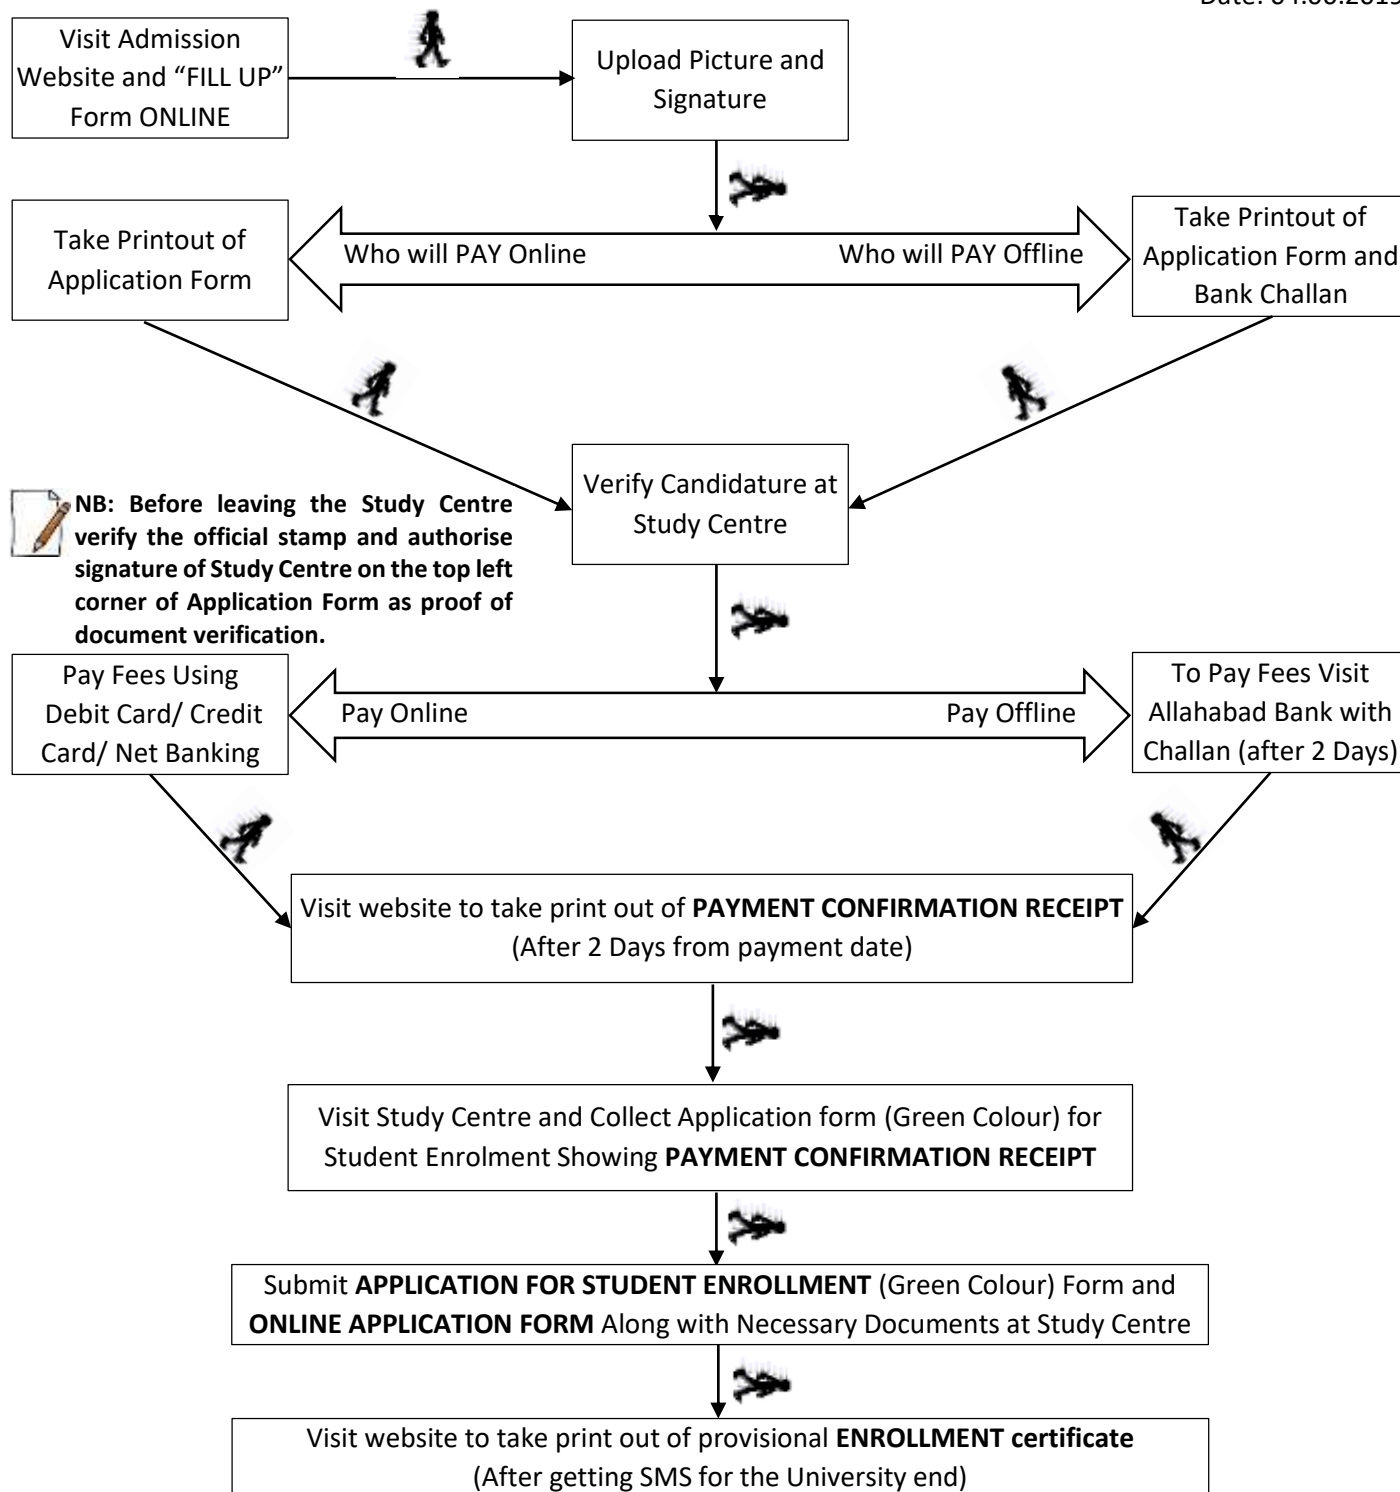 Visit Admission
Website and “FILL UP”
Form ONLINE
Upload Picture and
Signature
Take Printout of
Application Form
Who will PAY Online
Who will PAY Offline
Take Printout of
Application Form and
Bank Challan
Verify Candidature at
Study Centre
NB: Before leaving the Study Centre
verify the official stamp and authorise
signature of Study Centre on the top left
corner of Application Form as proof of
document verification.
Pay Fees Using
Debit Card/ Credit
Card/ Net Banking
Pay Online
Pay Offline
To Pay Fees Visit
Allahabad Bank with
Challan (after 2 Days)
Visit website to take print out of PAYMENT CONFIRMATION RECEIPT
(After 2 Days from payment date)
Visit Study Centre and Collect Application form (Green Colour) for
Student Enrolment Showing PAYMENT CONFIRMATION RECEIPT
Submit APPLICATION FOR STUDENT ENROLLMENT (Green Colour) Form and
ONLINE APPLICATION FORM Along with Necessary Documents at Study Centre
Visit website to take print out of provisional ENROLLMENT certificate
(After getting SMS for the University end)